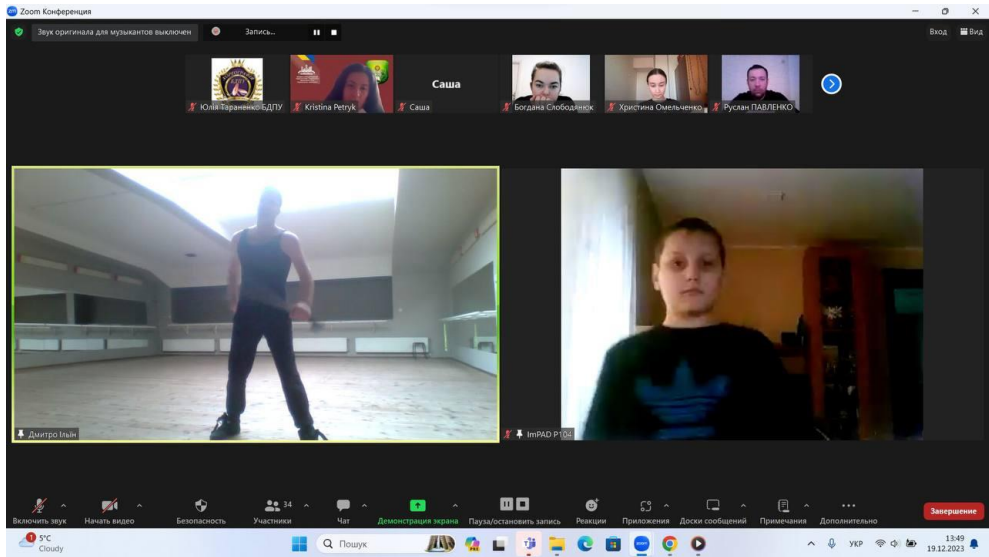 Zoom Конференция
Звук оригинала для музыкантов выключен
Запись...
Вход
Вид
Юлія Тараненко БДПУ
Kristina Petryk
Саша
Саша
Богдана Слободянюк
Христина Омельченко
Руслан ПАВЛЕНКО
Дмитро Ільїн
ImPAD P104
Включить звук
Начать видео
Безопасность
34
Участники
Чат
Демонстрация экрана
Пауза/остановить запись
Реакции
Приложения
Доски сообщений
Примечания
Дополнительно
Завершение
1
5°C
Cloudy
Пошук
УКР
13:49
19.12.2023